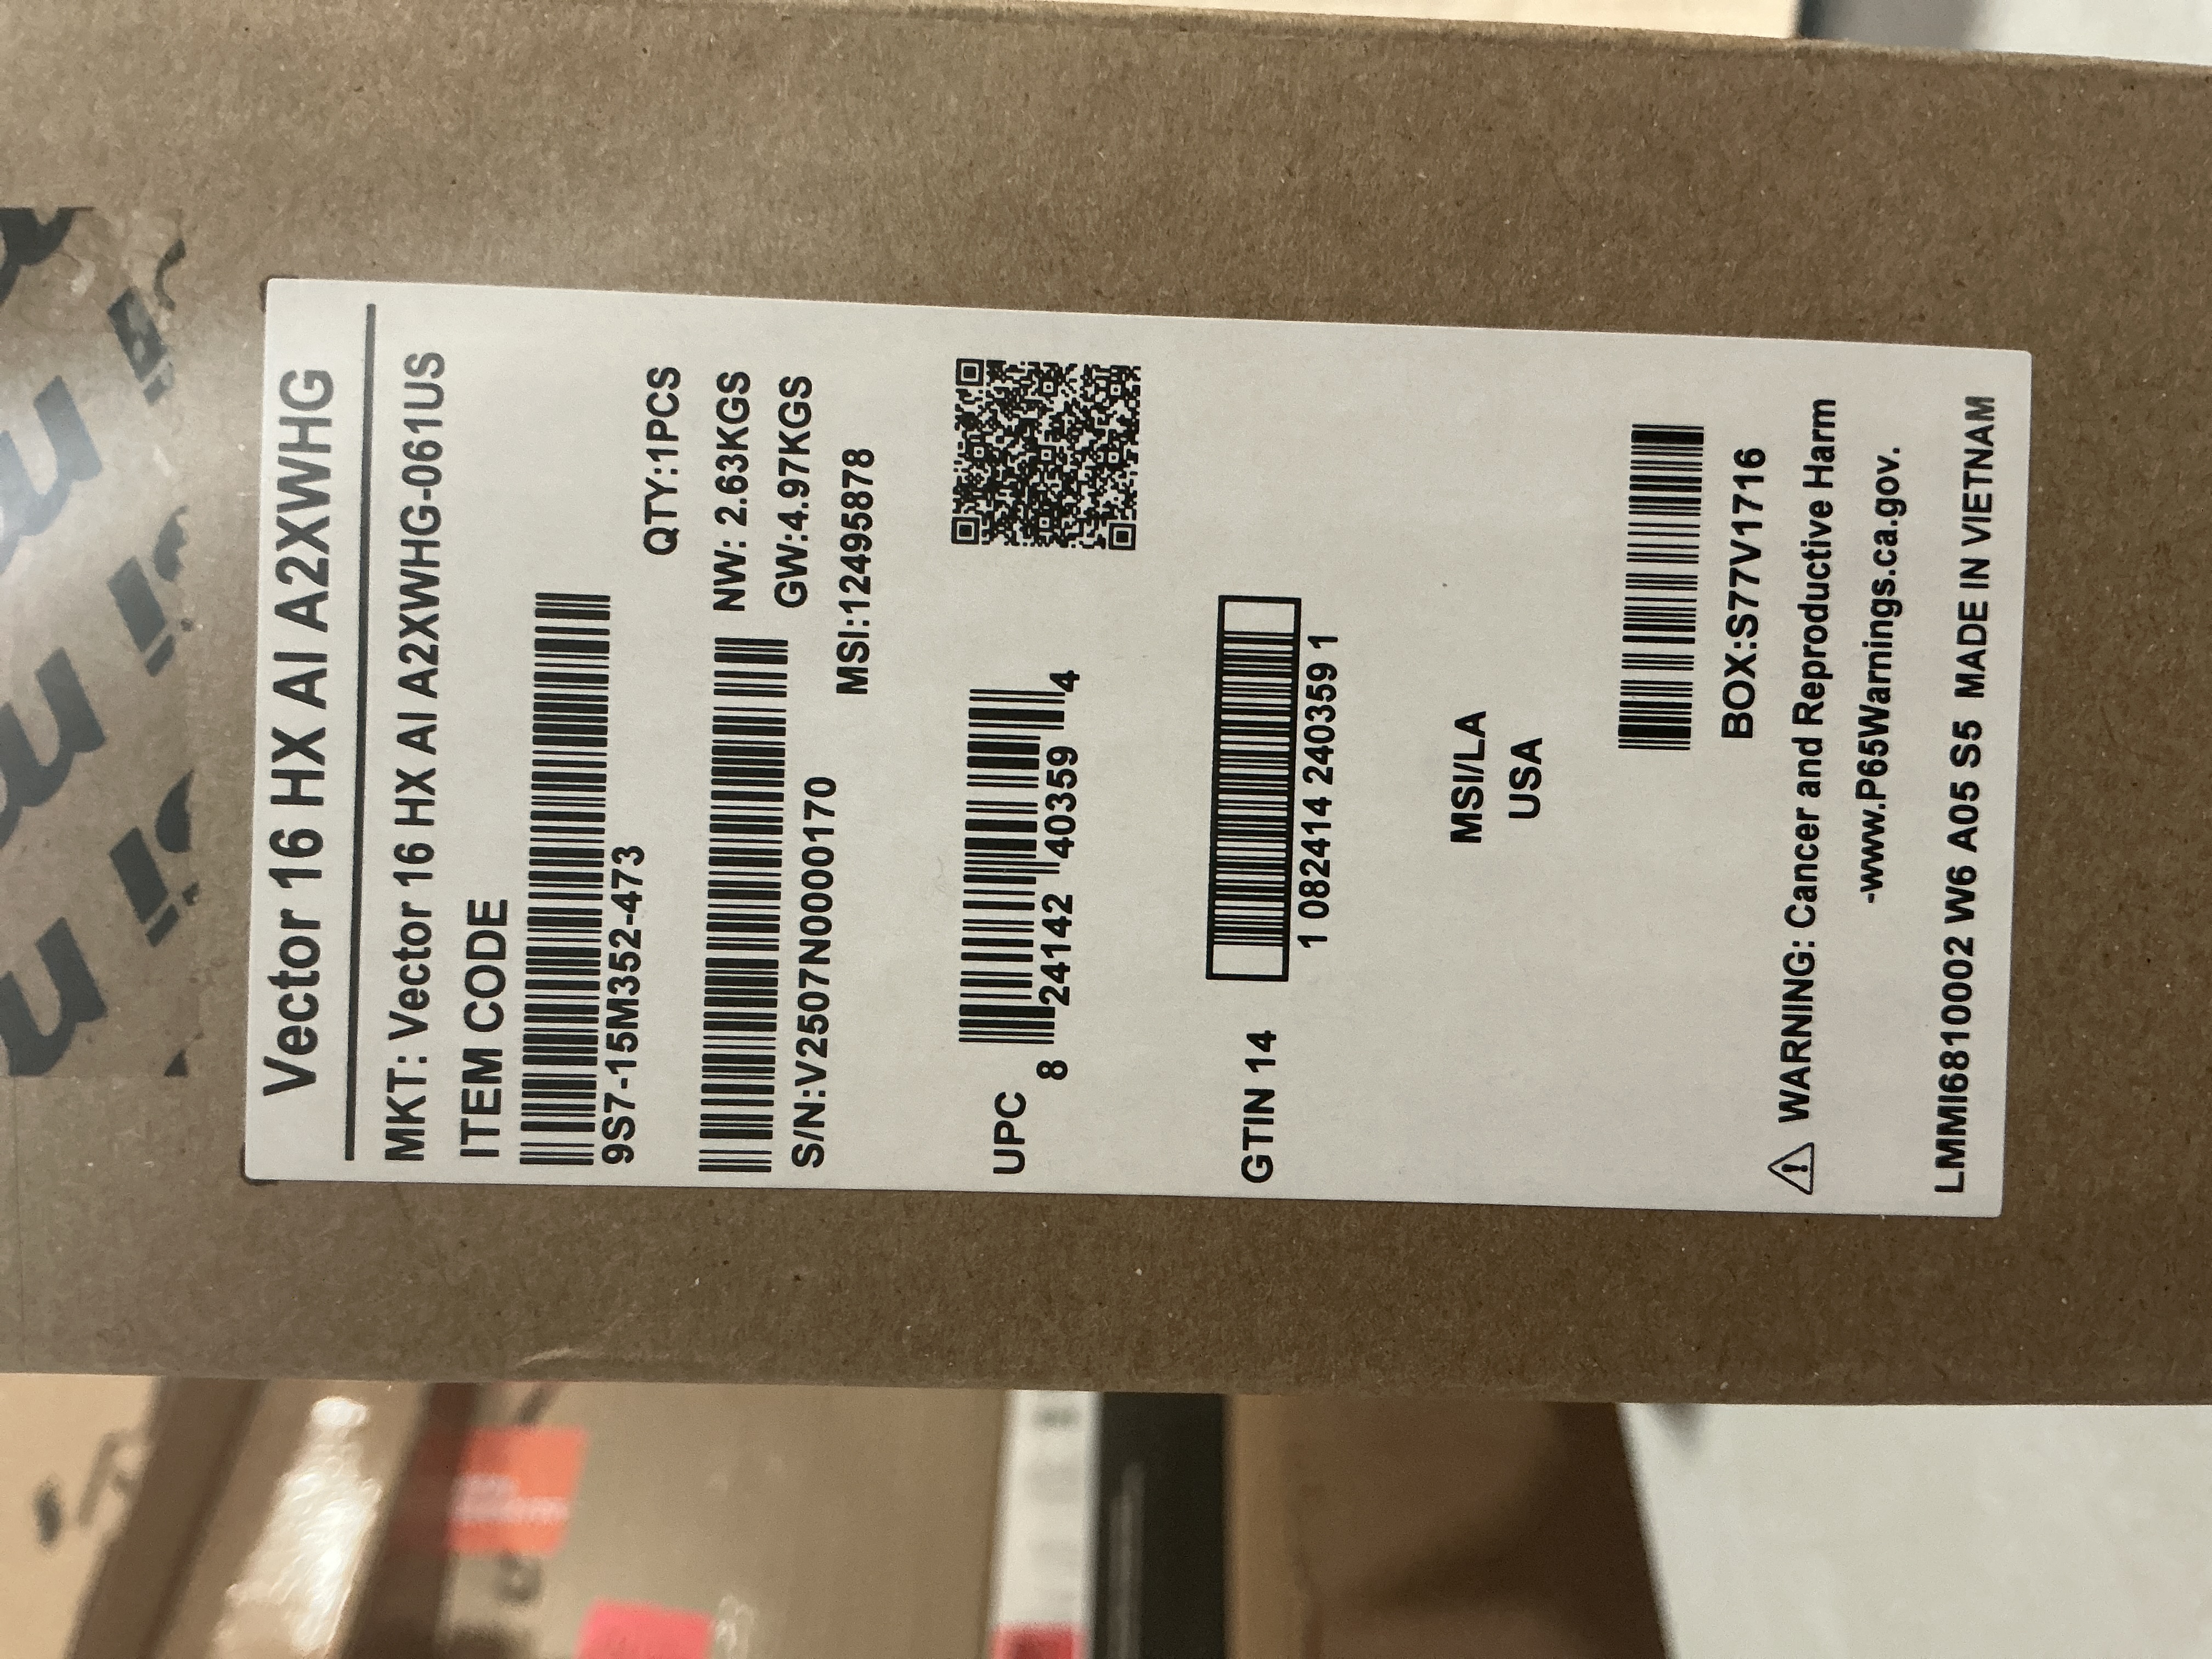 Vector 16 HX AI A2XWHG
MKT: Vector 16 HX AI A2XWHG-061US
ITEM CODE
9S7-15M352-473
QTY:1PCS
S/N:V2507N0000170
NW: 2.63KGS
GW:4.97KGS
MSI:12495878
UPC
8 24142 40359 4
GTIN 14
1 082414 240359 1
MSI/LA
USA
BOX:S77V1716
⚠ WARNING: Cancer and Reproductive Harm
-www.P65Warnings.ca.gov.
LMMI6810002 W6 A05 S5 MADE IN VIETNAM